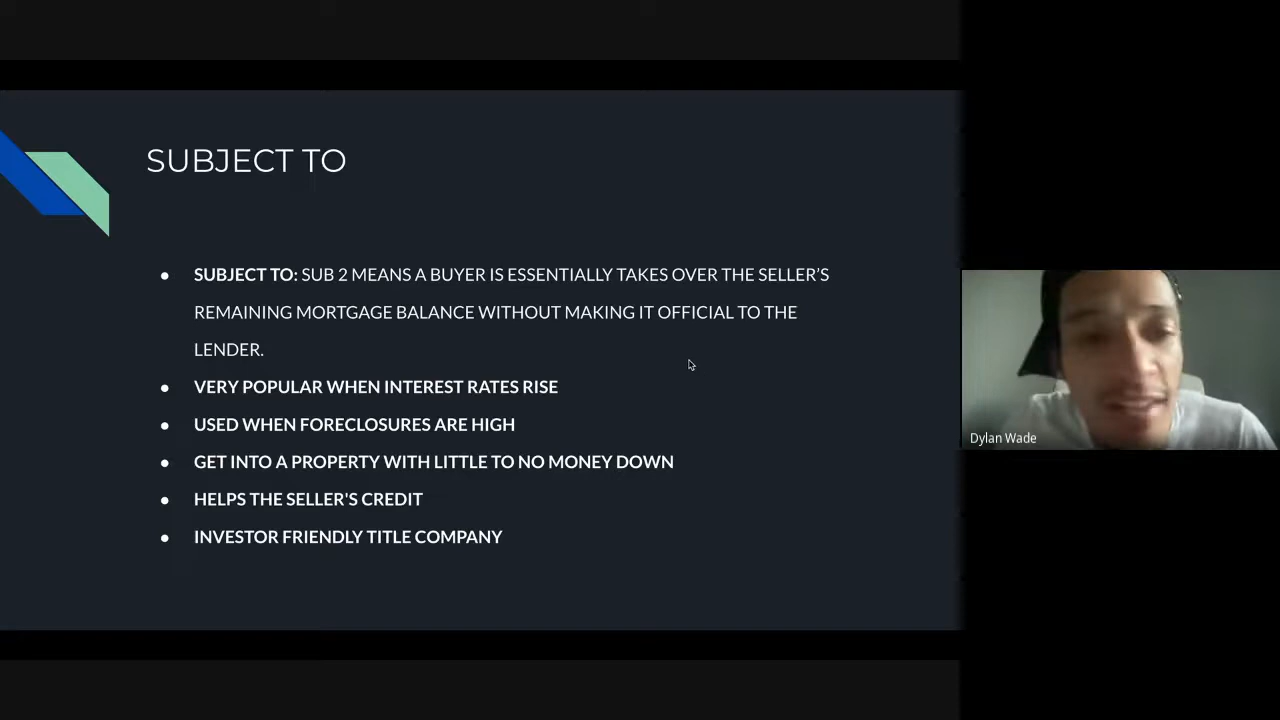 SUBJECT TO
● SUBJECT TO: SUB 2 MEANS A BUYER IS ESSENTIALLY TAKES OVER THE SELLER’S
REMAINING MORTGAGE BALANCE WITHOUT MAKING IT OFFICIAL TO THE
LENDER.
● VERY POPULAR WHEN INTEREST RATES RISE
● USED WHEN FORECLOSURES ARE HIGH
● GET INTO A PROPERTY WITH LITTLE TO NO MONEY DOWN
● HELPS THE SELLER'S CREDIT
● INVESTOR FRIENDLY TITLE COMPANY
Dylan Wade